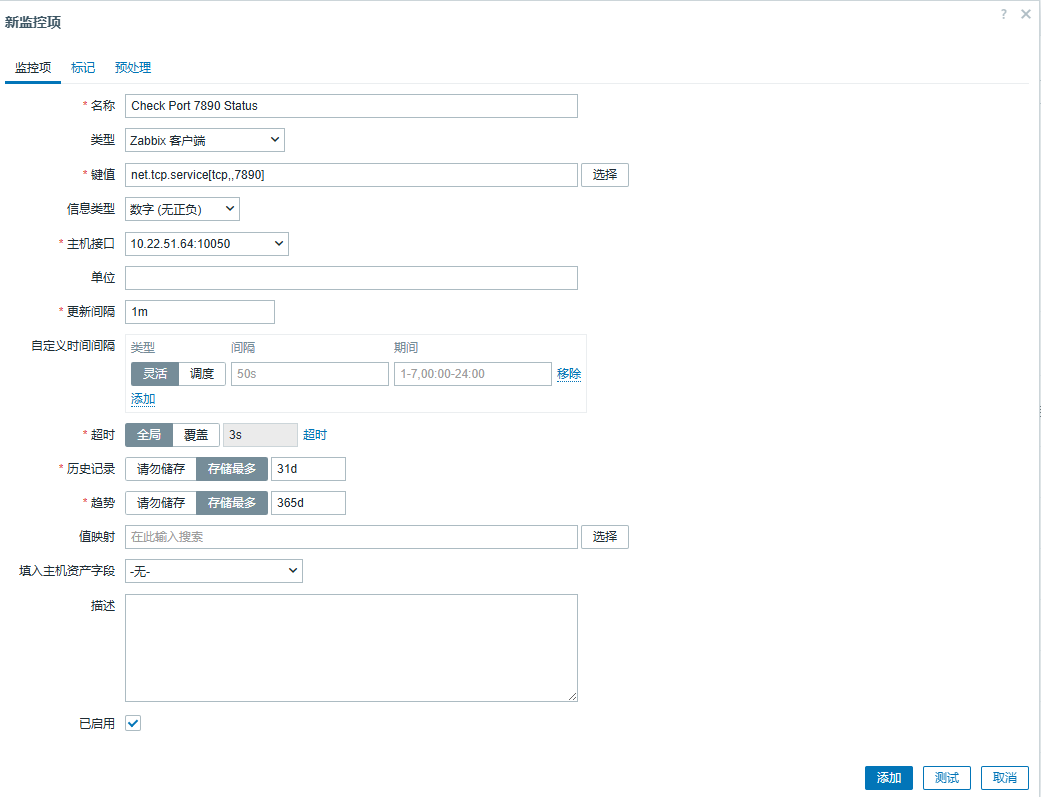 新监控项
? ×
监控项 标记 预处理
* 名称 Check Port 7890 Status
类型 Zabbix 客户端
* 键值 net.tcp.service[tcp,,7890] 选择
信息类型 数字 (无正负)
* 主机接口 10.22.51.64:10050
单位
* 更新间隔 1m
自定义时间间隔 类型 间隔 期间
灵活 调度 50s 1-7,00:00-24:00 移除
添加
* 超时 全局 覆盖 3s 超时
* 历史记录 请勿储存 存储最多 31d
* 趋势 请勿储存 存储最多 365d
值映射 在此输入搜索 选择
填入主机资产字段 -无-
描述
已启用
添加 测试 取消